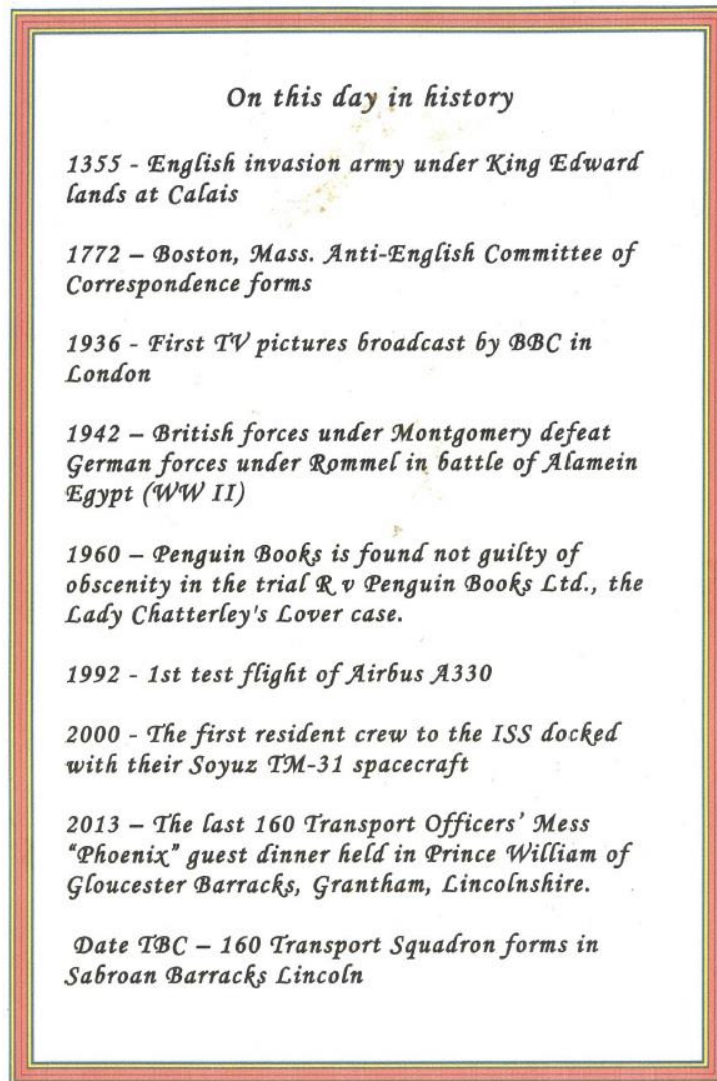 On this day in history
1355 - English invasion army under King Edward
lands at Calais
1772 – Boston, Mass. Anti-English Committee of
Correspondence forms
1936 - First TV pictures broadcast by BBC in
London
1942 – British forces under Montgomery defeat
German forces under Rommel in battle of Alamein
Egypt (WW II)
1960 – Penguin Books is found not guilty of
obscenity in the trial R v Penguin Books Ltd., the
Lady Chatterley's Lover case.
1992 - 1st test flight of Airbus A330
2000 - The first resident crew to the ISS docked
with their Soyuz TM-31 spacecraft
2013 – The last 160 Transport Officers’ Mess
“Phoenix” guest dinner held in Prince William of
Gloucester Barracks, Grantham, Lincolnshire.
Date TBC – 160 Transport Squadron forms in
Sabroan Barracks Lincoln